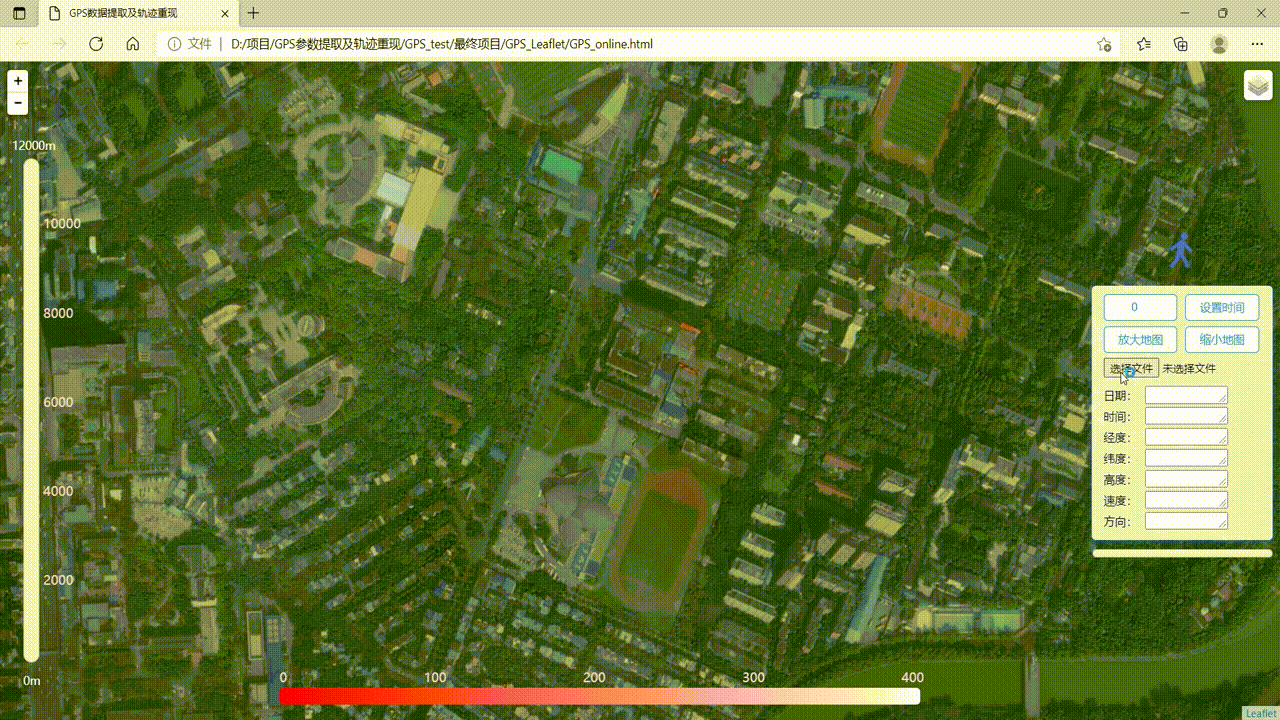 GPS数据提取及轨迹重现
文件 | D:/项目/GPS参数提取及轨迹重现/GPS_test/最终项目/GPS_Leaflet/GPS_online.html
+
-
12000m
10000
8000
6000
4000
2000
0m
0 设置时间
放大地图 缩小地图
选择文件 未选择文件
日期：
时间：
经度：
纬度：
高度：
速度：
方向：
0 100 200 300 400
Leaflet